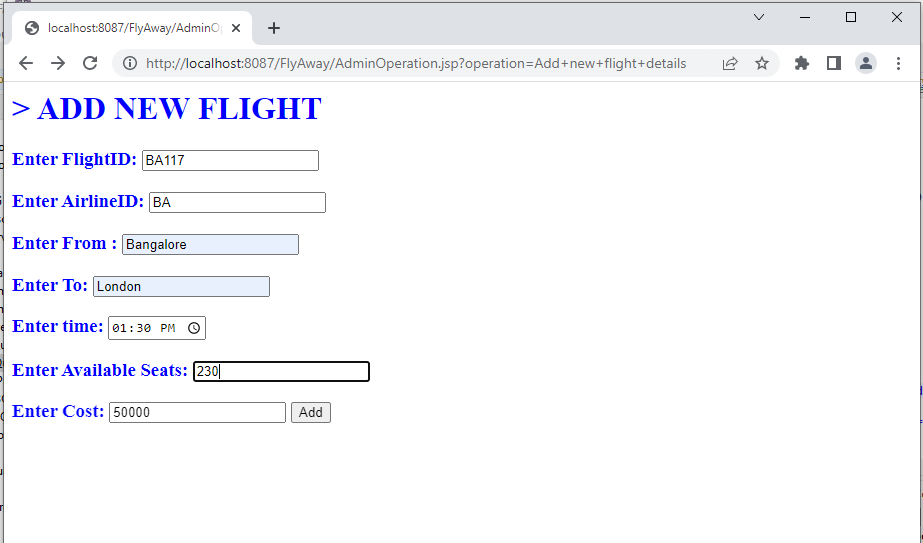 localhost:8087/FlyAway/AdminO
http://localhost:8087/FlyAway/AdminOperation.jsp?operation=Add+new+flight+details
> ADD NEW FLIGHT
Enter FlightID: BA117
Enter AirlineID: BA
Enter From : Bangalore
Enter To: London
Enter time: 01:30 PM
Enter Available Seats: 230
Enter Cost: 50000 Add